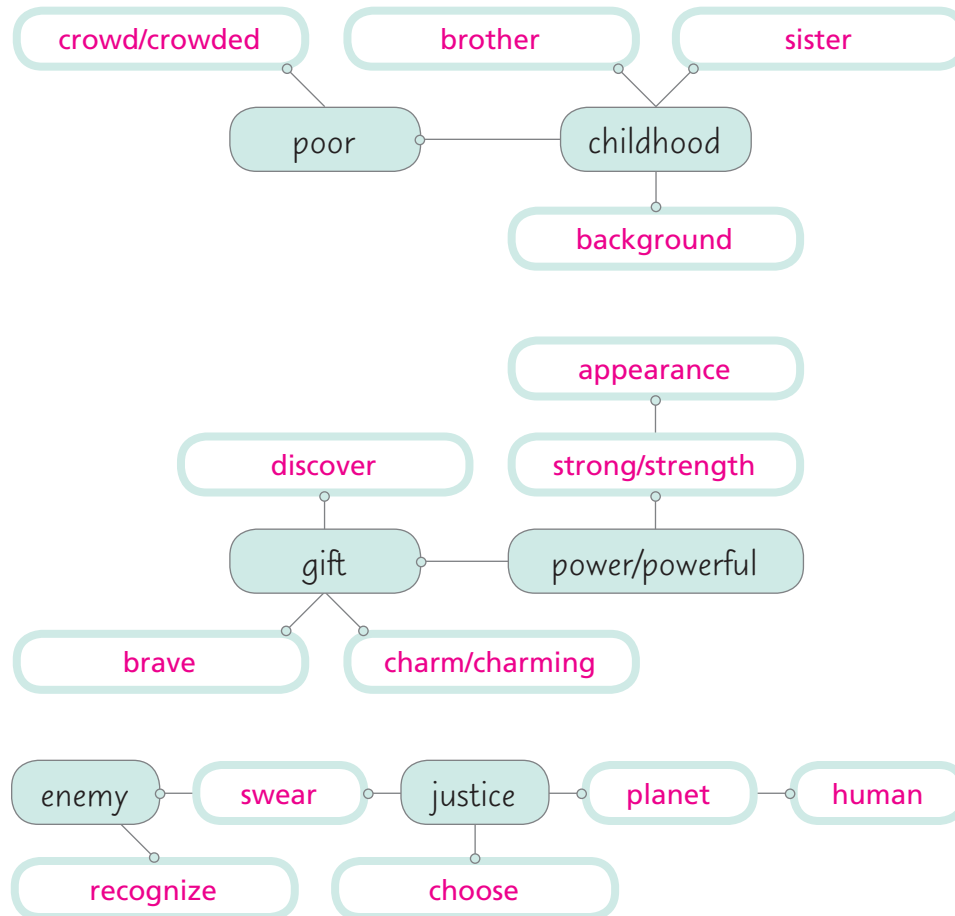 crowd/crowded
brother
sister
poor
childhood
background
appearance
discover
strong/strength
gift
power/powerful
brave
charm/charming
enemy
swear
justice
planet
human
recognize
choose